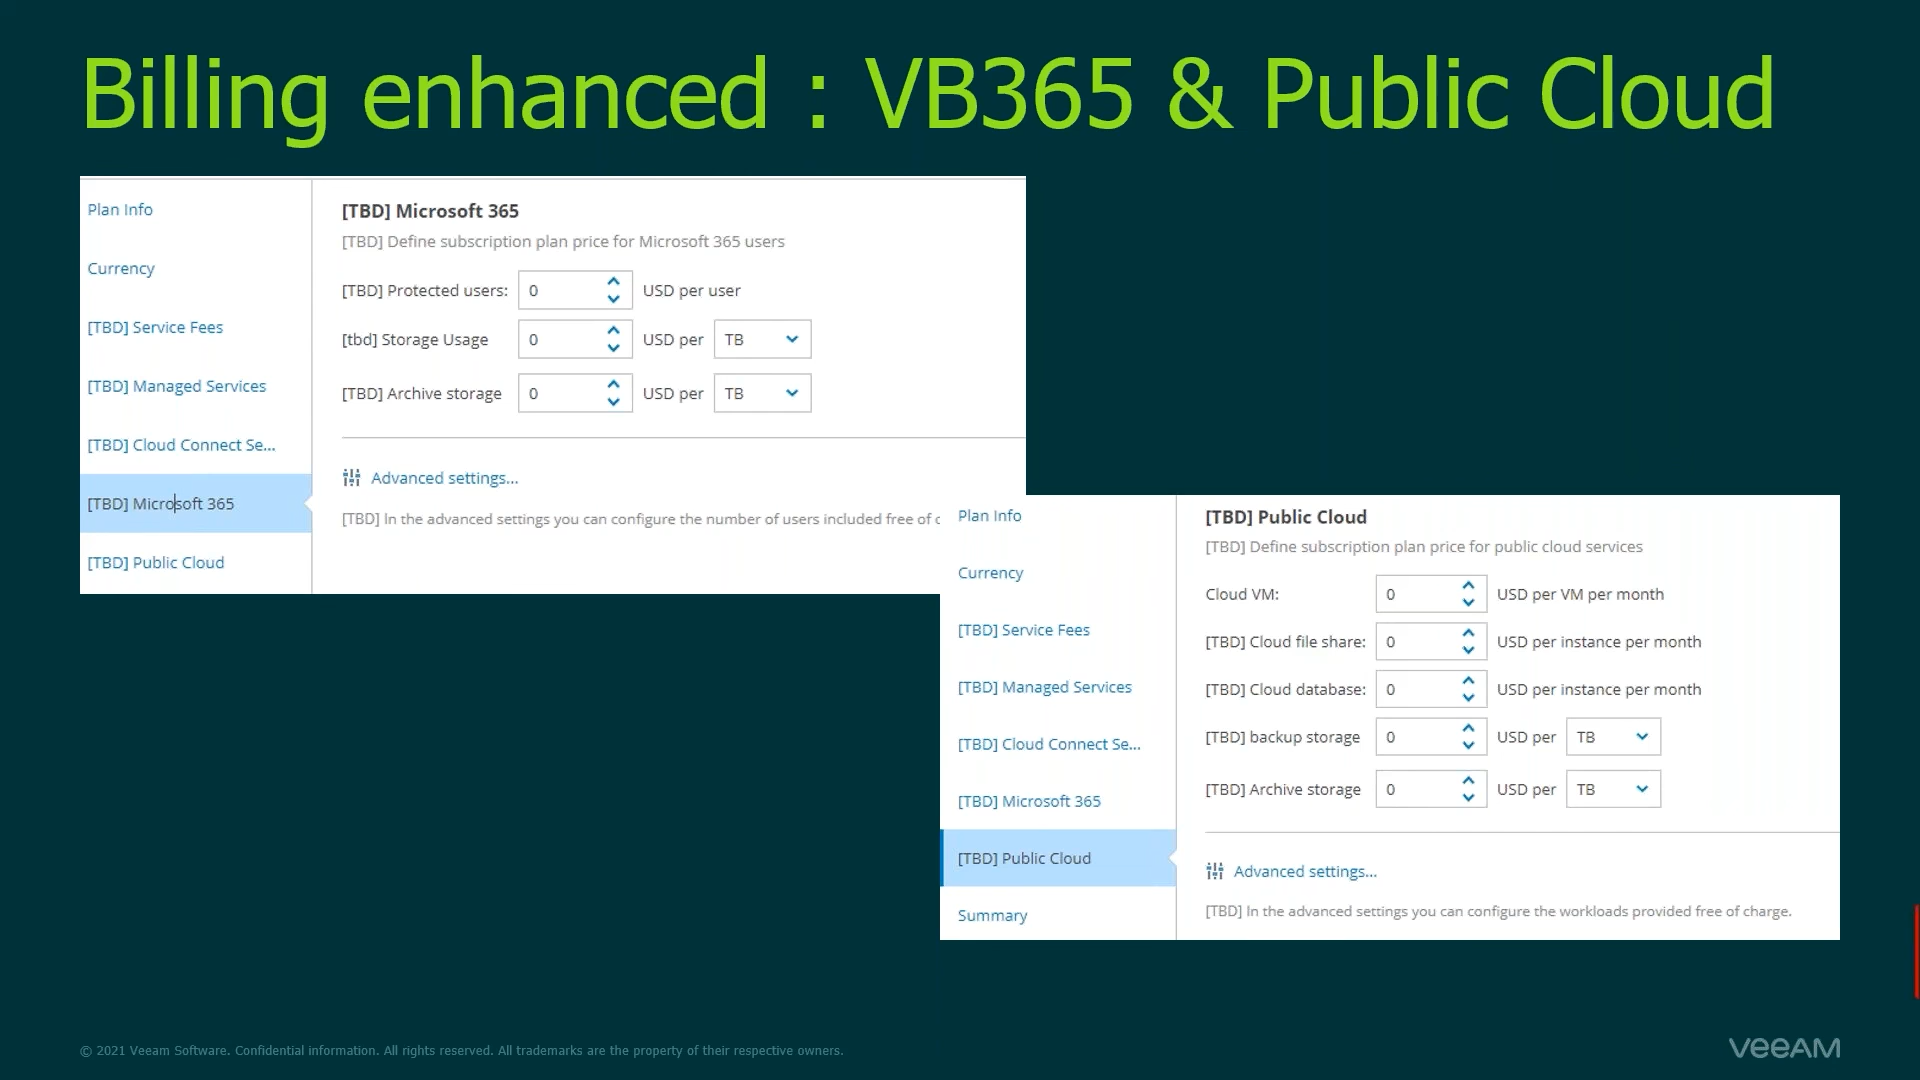 Billing enhanced : VB365 & Public Cloud
Plan Info
Currency
[TBD] Service Fees
[TBD] Managed Services
[TBD] Cloud Connect Se...
[TBD] Microsoft 365
[TBD] Public Cloud
[TBD] Microsoft 365
[TBD] Define subscription plan price for Microsoft 365 users
[TBD] Protected users: 0 USD per user
[tbd] Storage Usage 0 USD per TB
[TBD] Archive storage 0 USD per TB
Advanced settings...
[TBD] In the advanced settings you can configure the number of users included free of c
Plan Info
Currency
[TBD] Service Fees
[TBD] Managed Services
[TBD] Cloud Connect Se...
[TBD] Microsoft 365
[TBD] Public Cloud
Summary
[TBD] Public Cloud
[TBD] Define subscription plan price for public cloud services
Cloud VM: 0 USD per VM per month
[TBD] Cloud file share: 0 USD per instance per month
[TBD] Cloud database: 0 USD per instance per month
[TBD] backup storage 0 USD per TB
[TBD] Archive storage 0 USD per TB
Advanced settings...
[TBD] In the advanced settings you can configure the workloads provided free of charge.
© 2021 Veeam Software. Confidential information. All rights reserved. All trademarks are the property of their respective owners.
veeAM